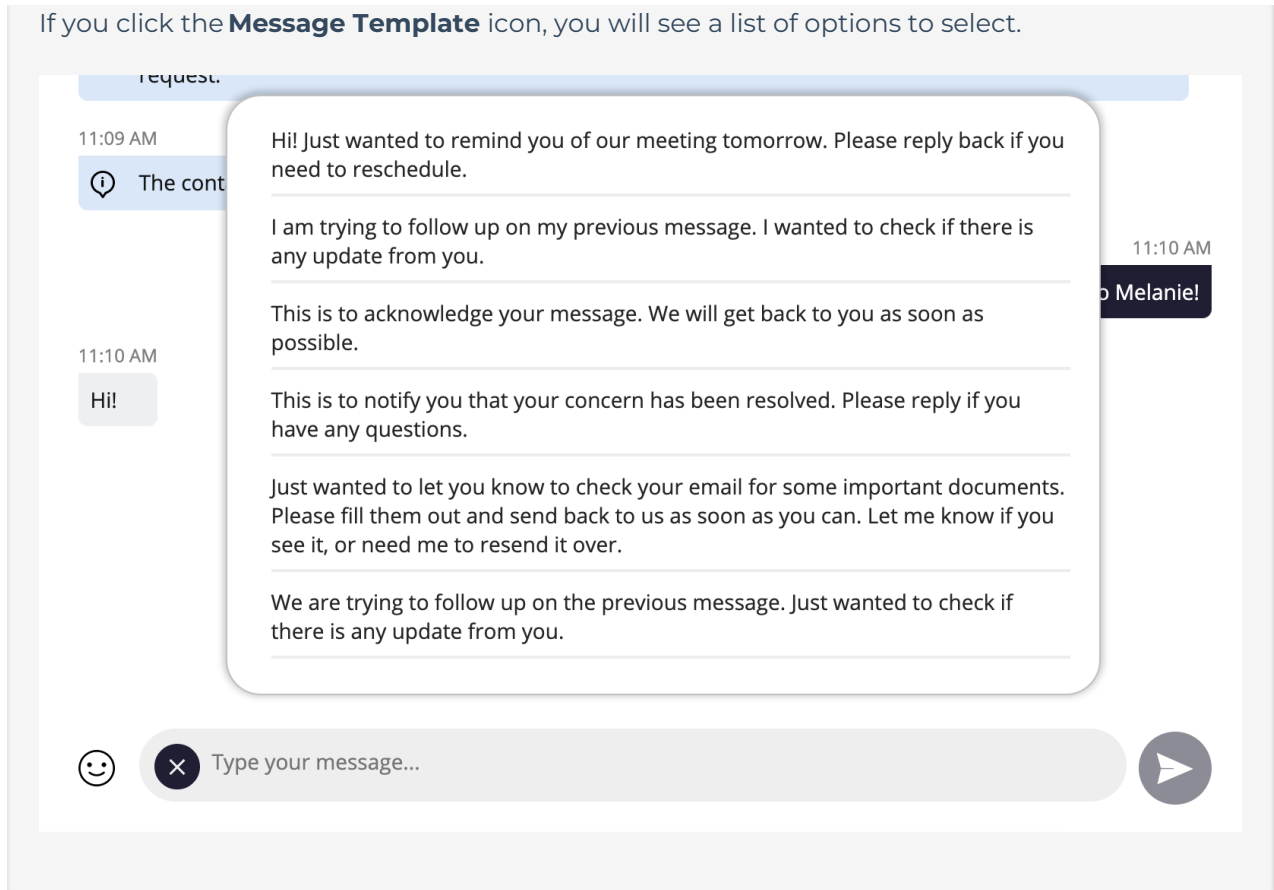 If you click the Message Template icon, you will see a list of options to select.
request.
11:09 AM
The cont
Hi! Just wanted to remind you of our meeting tomorrow. Please reply back if you
need to reschedule.
I am trying to follow up on my previous message. I wanted to check if there is
any update from you.
11:10 AM
Melanie!
This is to acknowledge your message. We will get back to you as soon as
possible.
11:10 AM
Hi!
This is to notify you that your concern has been resolved. Please reply if you
have any questions.
Just wanted to let you know to check your email for some important documents.
Please fill them out and send back to us as soon as you can. Let me know if you
see it, or need me to resend it over.
We are trying to follow up on the previous message. Just wanted to check if
there is any update from you.
Type your message...